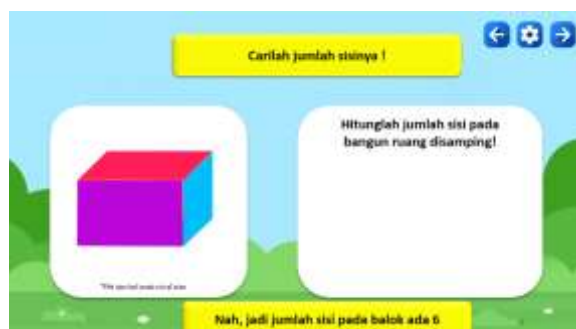 Carilah jumlah sisinya !
Hitunglah jumlah sisi pada
bangun ruang disamping!
Nah, jadi jumlah sisi pada balok ada 6